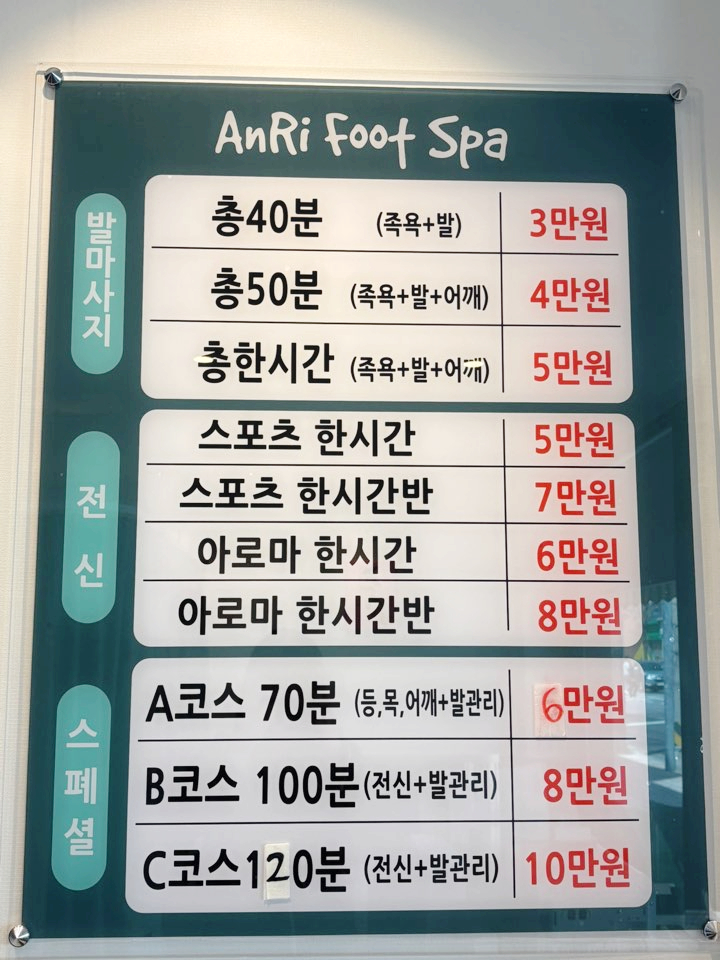 AnRi Foot Spa
발마사지
총40분 (족욕+발) 3만원
총50분 (족욕+발+어깨) 4만원
총한시간 (족욕+발+어깨) 5만원
전신
스포츠 한시간 5만원
스포츠 한시간반 7만원
아로마 한시간 6만원
아로마 한시간반 8만원
스폐셜
A코스 70분 (등,목,어깨+발관리) 6만원
B코스 100분 (전신+발관리) 8만원
C코스120분 (전신+발관리) 10만원